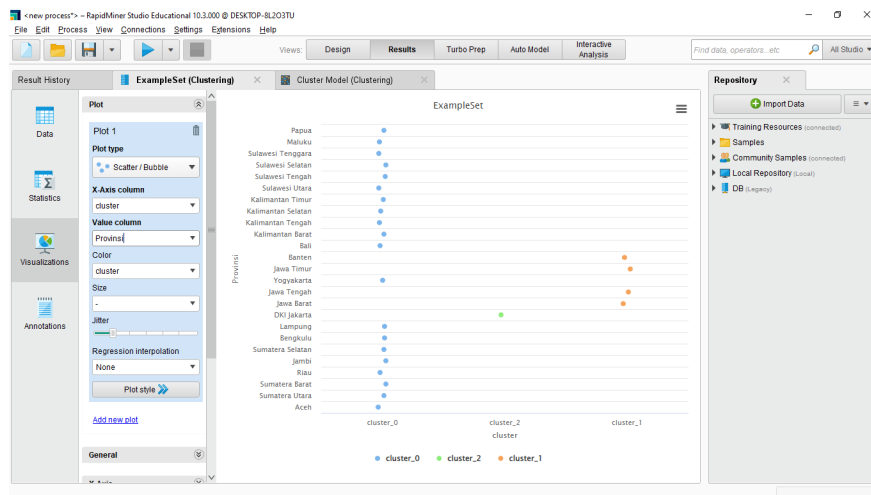 <new process*> – RapidMiner Studio Educational 10.3.000 @ DESKTOP-8L2O3TU
File Edit Process View Connections Settings Extensions Help
Views: Design Results Turbo Prep Auto Model Interactive Analysis
Find data, operators...etc All Studio
Result History ExampleSet (Clustering) Cluster Model (Clustering) Repository
Data
Statistics
Visualizations
Annotations
Plot
Plot 1
Plot type
Scatter / Bubble
X-Axis column
cluster
Value column
Provinsi
Color
cluster
Size
-
Jitter
Regression interpolation
None
Plot style
Add new plot
General
ExampleSet
Provinsi
Papua
Maluku
Sulawesi Tenggara
Sulawesi Selatan
Sulawesi Tengah
Sulawesi Utara
Kalimantan Timur
Kalimantan Selatan
Kalimantan Tengah
Kalimantan Barat
Bali
Banten
Jawa Timur
Yogyakarta
Jawa Tengah
Jawa Barat
DKI Jakarta
Lampung
Bengkulu
Sumatera Selatan
Jambi
Riau
Sumatera Barat
Sumatera Utara
Aceh
cluster_0 cluster_2 cluster_1
cluster
cluster_0 cluster_2 cluster_1
Import Data
Training Resources (connected)
Samples
Community Samples (connected)
Local Repository (Local)
DB (Legacy)